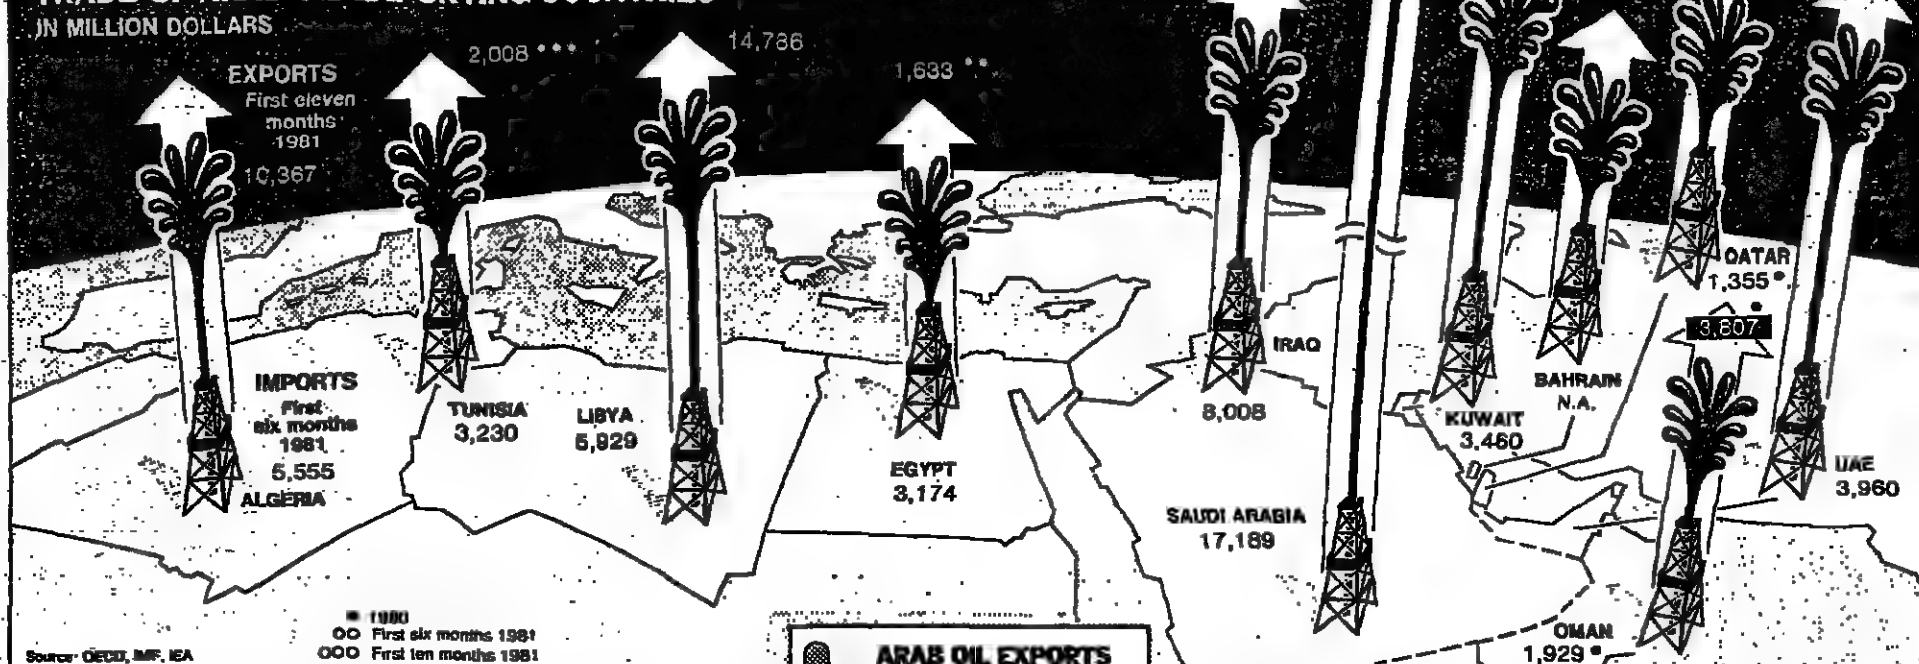 IN MILLION DOLLARS
EXPORTS
First eleven
months
1981
10,367
2,008 •••
14,786
1,633 ••
IMPORTS
First
six months
1981
5,555
ALGERIA
TUNISIA
3,230
LIBYA
5,929
EGYPT
3,174
IRAQ
8,008
SAUDI ARABIA
17,189
KUWAIT
3,460
BAHRAIN
N.A.
QATAR
1,355 •
3,807 •
UAE
3,960
OMAN
1,929 •
• 1980
OO First six months 1981
OOO First ten months 1981
Source: OECD, IMF, IEA
ARAB OIL EXPORTS